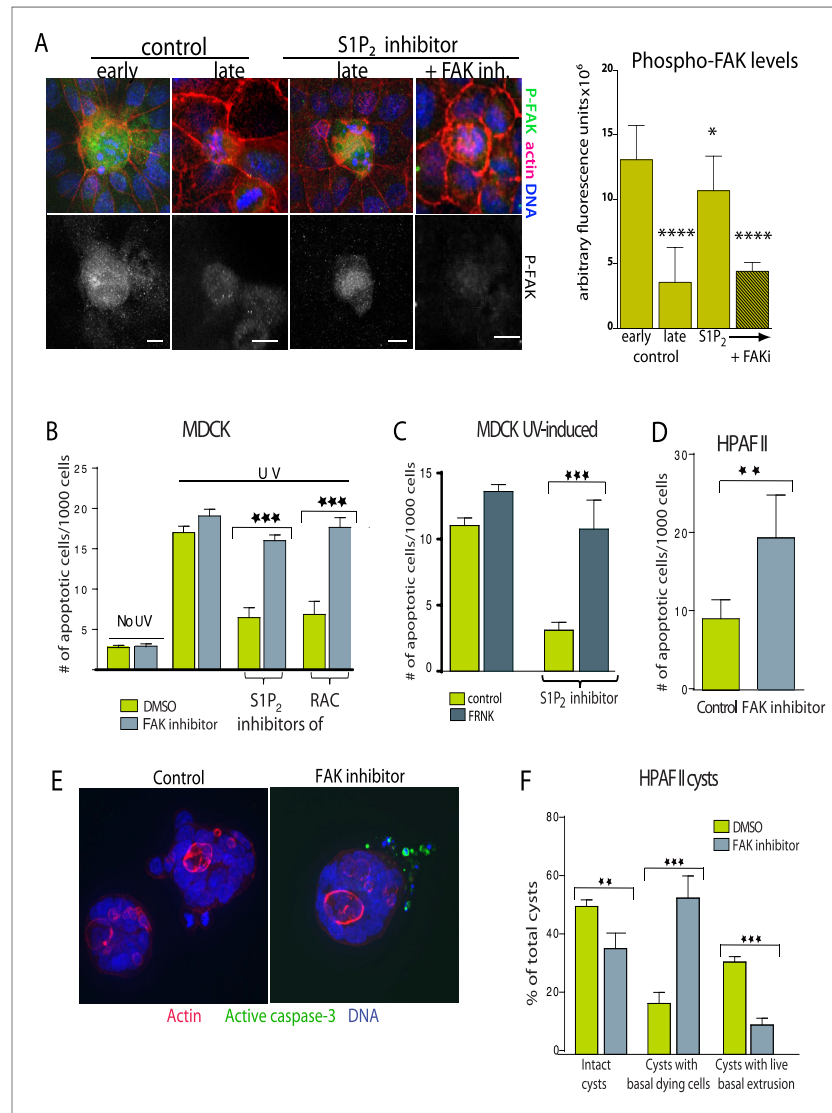 A
control
S1P2 inhibitor
early
late
late
+ FAK inh.
P-FAK actin DNA
P-FAK
Phospho-FAK levels
arbitrary fluorescence units x10⁶
15
10
5
0
*
****
****
early
late
S1P2
control
+ FAKi
B
MDCK
# of apoptotic cells/1000 cells
25
20
15
10
5
UV
No UV
★★★
★★★
DMSO
FAK inhibitor
S1P2
RAC
inhibitors of
C
MDCK UV-induced
# of apoptotic cells/1000 cells
15
10
5
0
★★★
control
FRNK
S1P2 inhibitor
D
HPAF II
# of apoptotic cells/1000 cells
30
20
10
0
★★
Control
FAK inhibitor
E
Control
FAK inhibitor
Actin
Active caspase-3
DNA
F
HPAF II cysts
% of total cysts
80
60
40
20
0
DMSO
FAK inhibitor
★★
★★★
★★★
Intact
cysts
Cysts with
basal dying cells
Cysts with live
basal extrusion